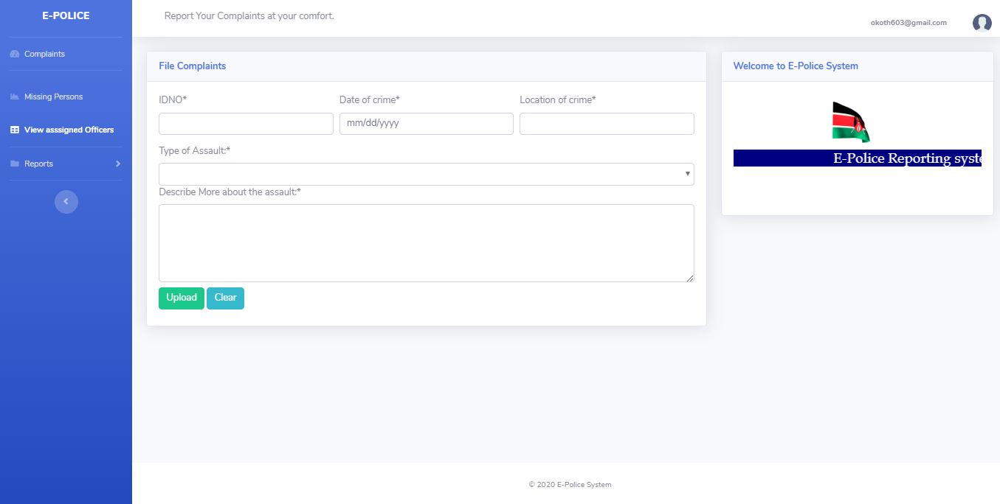 E-POLICE
Report Your Complaints at your comfort.
okoth603@gmail.com
Complaints
Missing Persons
View asssigned Officers
Reports
File Complaints
IDNO* Date of crime* Location of crime*
mm/dd/yyyy
Type of Assault:*
Describe More about the assault:*
Upload Clear
Welcome to E-Police System
E-Police Reporting syste
© 2020 E-Police System